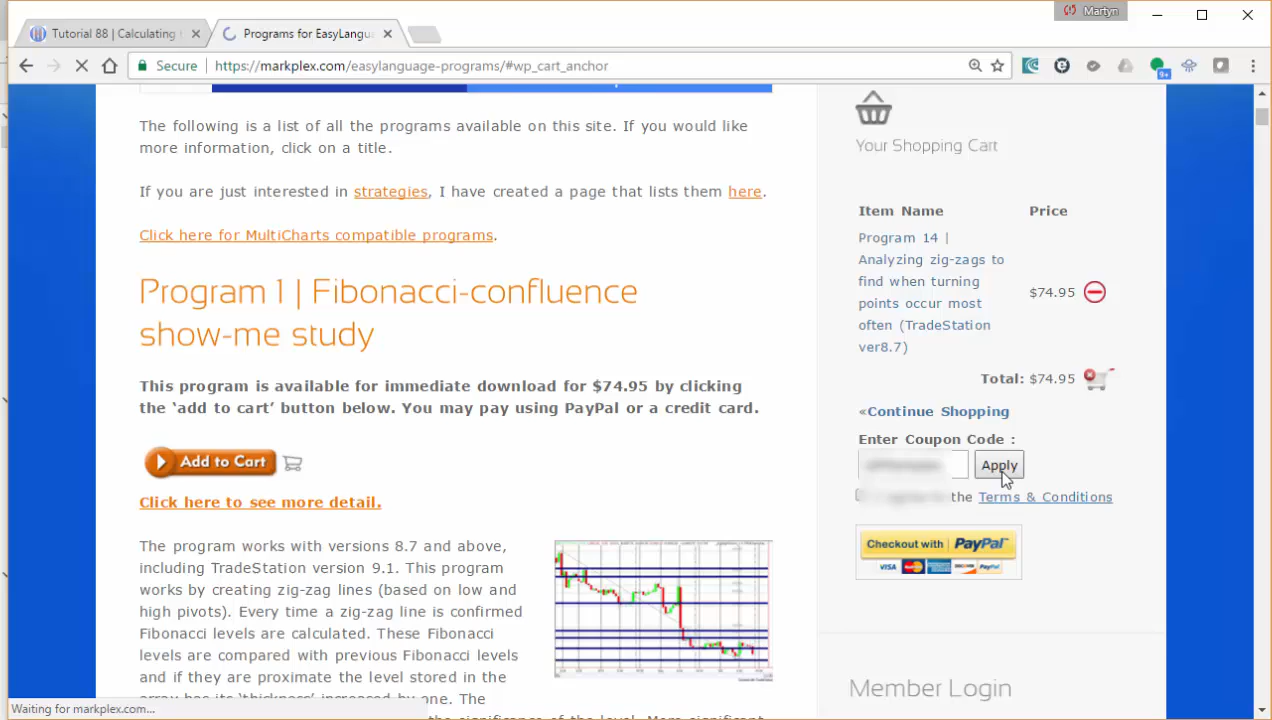 Martyn
Tutorial 88 | Calculating
Programs for EasyLangu
Secure
https://markplex.com/easylanguage-programs/#wp_cart_anchor
9+
The following is a list of all the programs available on this site. If you would like
more information, click on a title.
If you are just interested in strategies, I have created a page that lists them here.
Click here for MultiCharts compatible programs.
Program 1 | Fibonacci-confluence
show-me study
This program is available for immediate download for $74.95 by clicking
the ‘add to cart’ button below. You may pay using PayPal or a credit card.
Add to Cart
Click here to see more detail.
The program works with versions 8.7 and above,
including TradeStation version 9.1. This program
works by creating zig-zag lines (based on low and
high pivots). Every time a zig-zag line is confirmed
Fibonacci levels are calculated. These Fibonacci
levels are compared with previous Fibonacci levels
and if they are proximate the level stored in the
array has its ‘thickness’ increased by one. The
the significance of the level. More significant
Your Shopping Cart
Item Name Price
Program 14 |
Analyzing zig-zags to
find when turning
points occur most
often (TradeStation
ver8.7)
$74.95
Total: $74.95
«Continue Shopping
Enter Coupon Code :
Apply
the Terms & Conditions
Checkout with PayPal
VISA MasterCard DISCOVER PayPal
Member Login
Waiting for markplex.com...